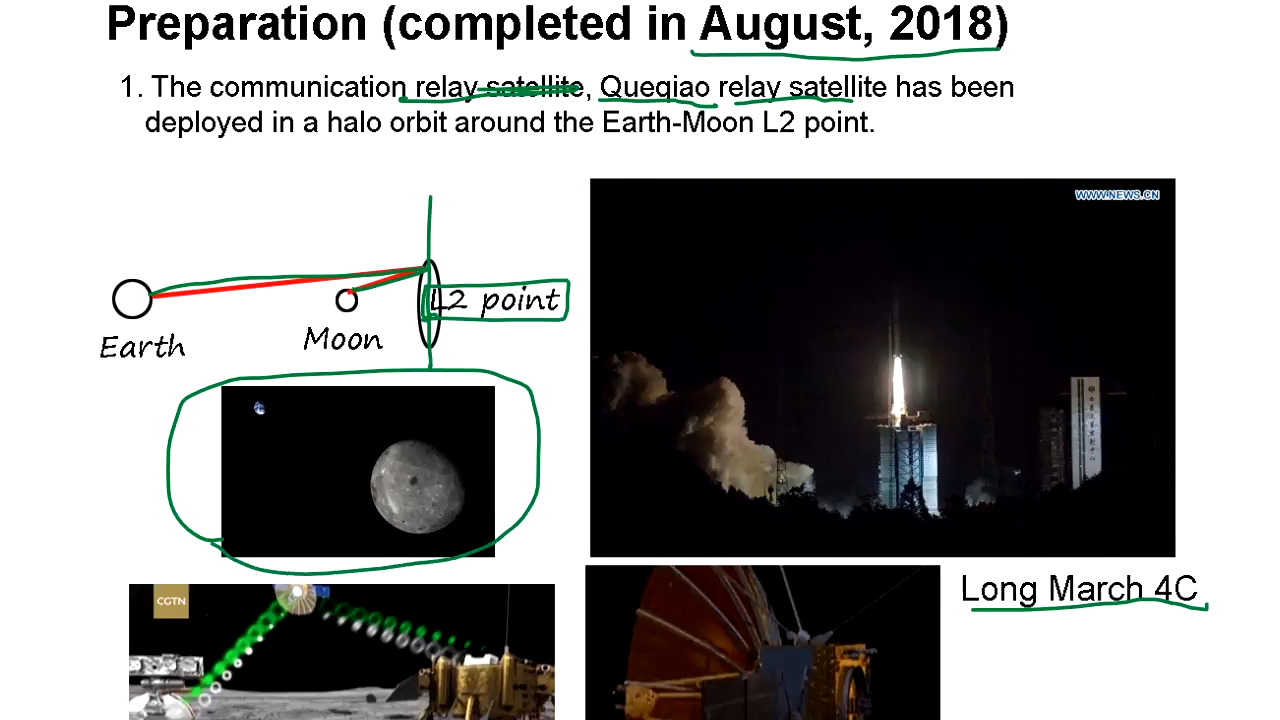 Preparation (completed in August, 2018)
1. The communication relay satellite, Queqiao relay satellite has been
deployed in a halo orbit around the Earth-Moon L2 point.
WWW.NEWS.CN
L2 point
Earth
Moon
CGTN
Long March 4C